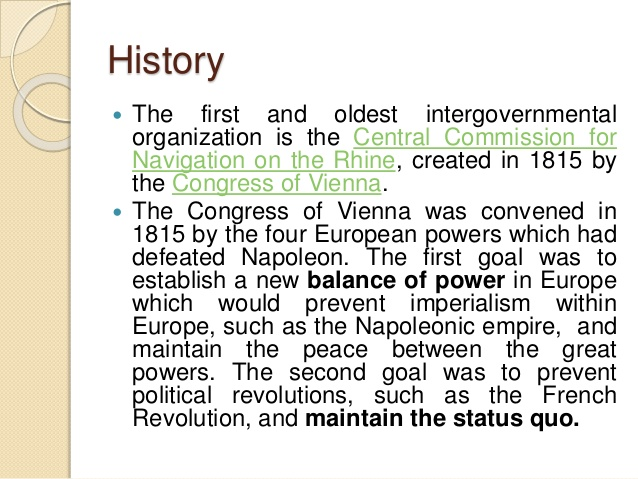 History
The first and oldest intergovernmental
organization is the Central Commission for
Navigation on the Rhine, created in 1815 by
the Congress of Vienna.
The Congress of Vienna was convened in
1815 by the four European powers which had
defeated Napoleon. The first goal was to
establish a new balance of power in Europe
which would prevent imperialism within
Europe, such as the Napoleonic empire, and
maintain the peace between the great
powers. The second goal was to prevent
political revolutions, such as the French
Revolution, and maintain the status quo.